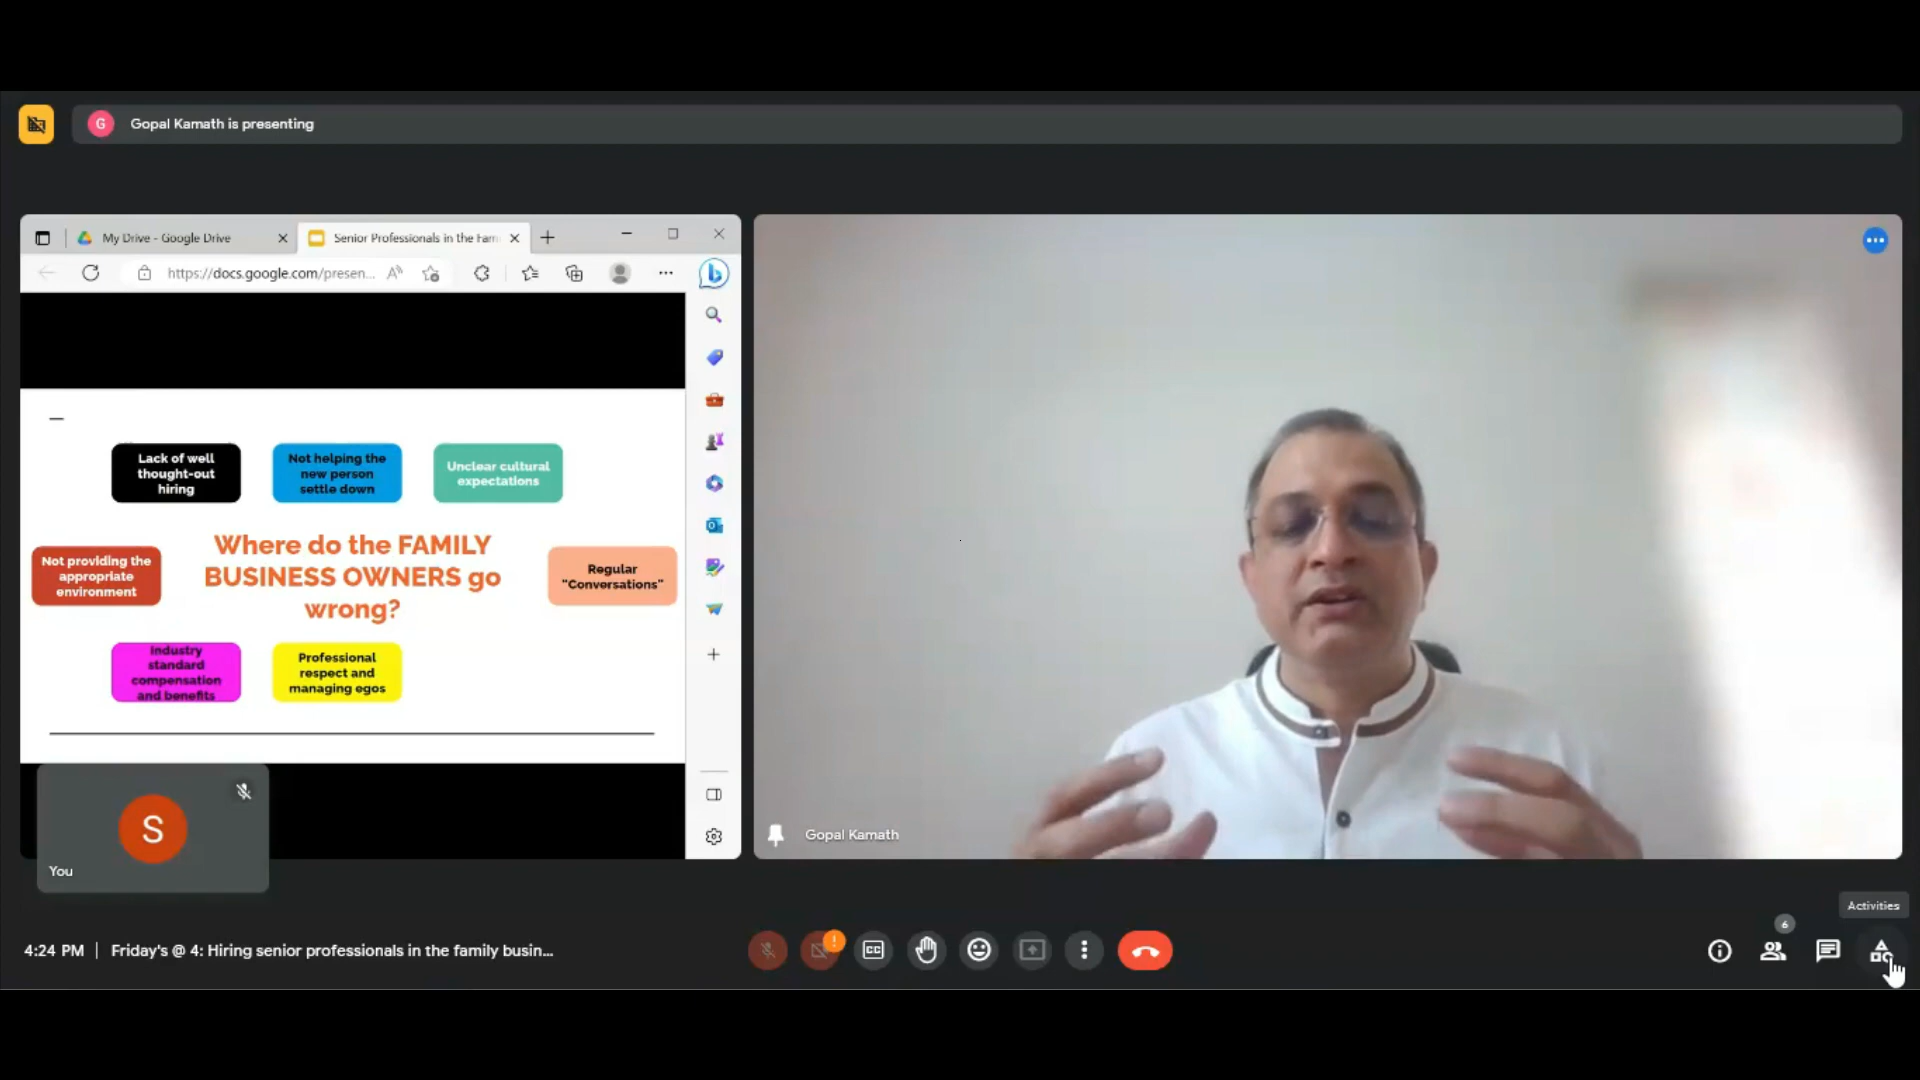 G
Gopal Kamath is presenting
My Drive - Google Drive
Senior Professionals in the Fam
https://docs.google.com/presen...
Lack of well
thought-out
hiring
Not helping the
new person
settle down
Unclear cultural
expectations
Not providing the
appropriate
environment
Where do the FAMILY
BUSINESS OWNERS go
wrong?
Regular
"Conversations"
Industry
standard
compensation
and benefits
Professional
respect and
managing egos
S
You
Gopal Kamath
Activities
6
4:24 PM | Friday's @ 4: Hiring senior professionals in the family busin...